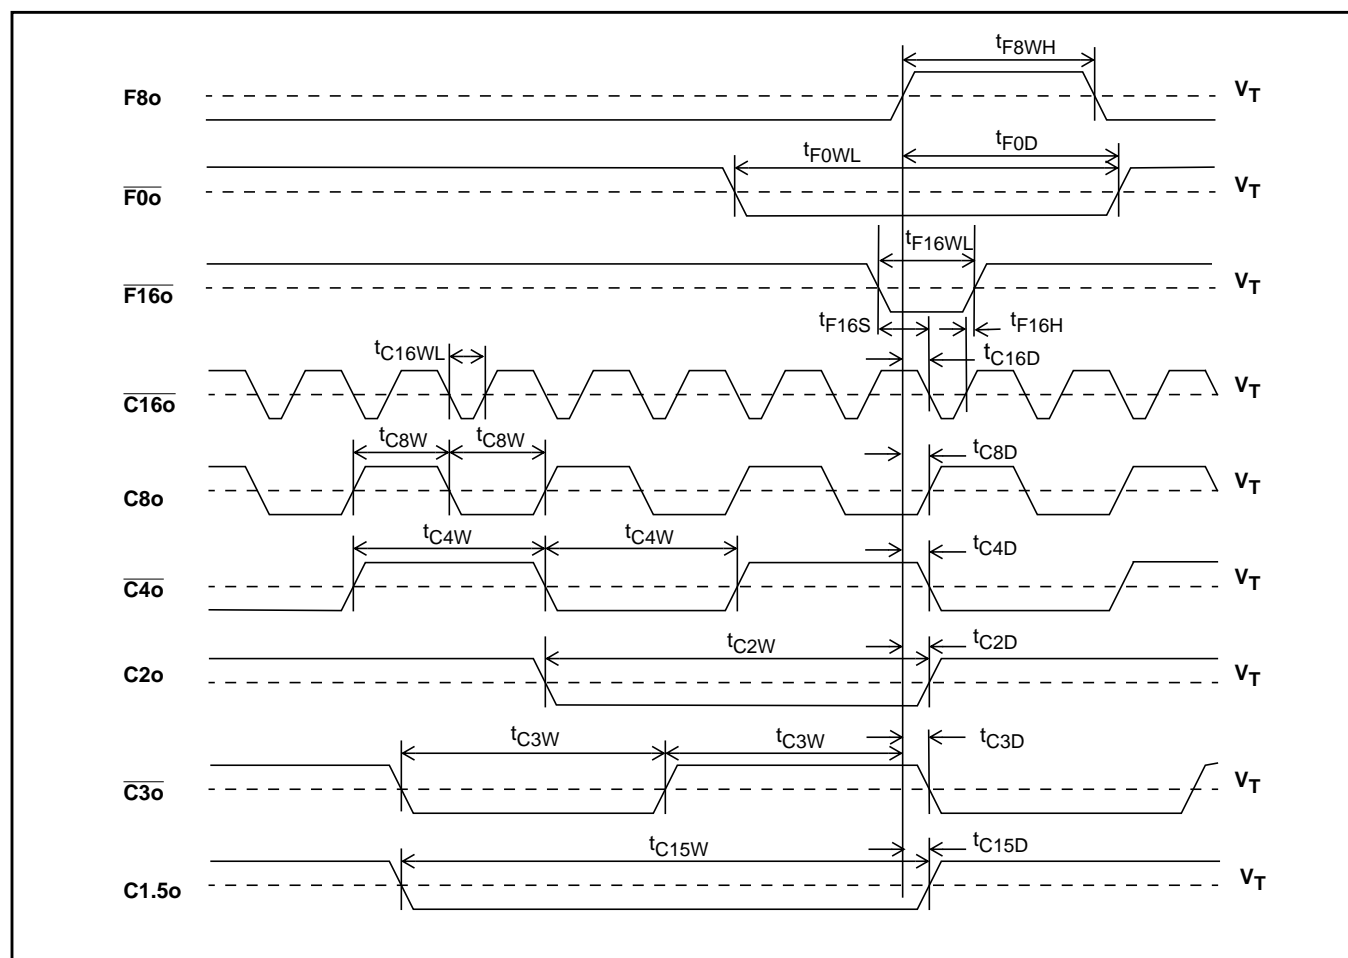 tF8WH
F8o VT
tF0WL tF0D
F0o VT
tF16WL
F16o VT
tF16S tF16H
tC16WL tC16D
C16o VT
tC8W tC8W tC8D
C8o VT
tC4W tC4W tC4D
C4o VT
tC2W tC2D
C2o VT
tC3W tC3W tC3D
C3o VT
tC15W tC15D
C1.5o VT